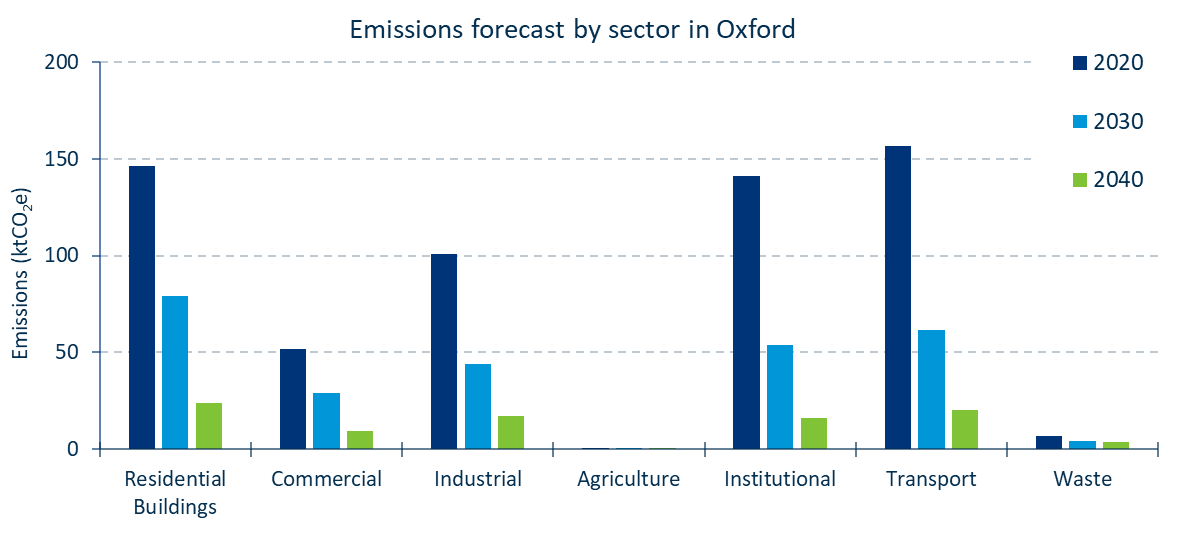 Emissions forecast by sector in Oxford
200
150
100
50
0
Emissions (ktCO₂e)
2020
2030
2040
Residential
Buildings
Commercial
Industrial
Agriculture
Institutional
Transport
Waste